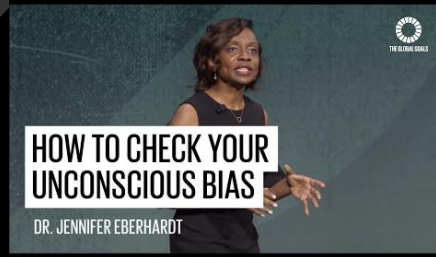 THE GLOBAL GOALS
HOW TO CHECK YOUR
UNCONSCIOUS BIAS
DR. JENNIFER EBERHARDT